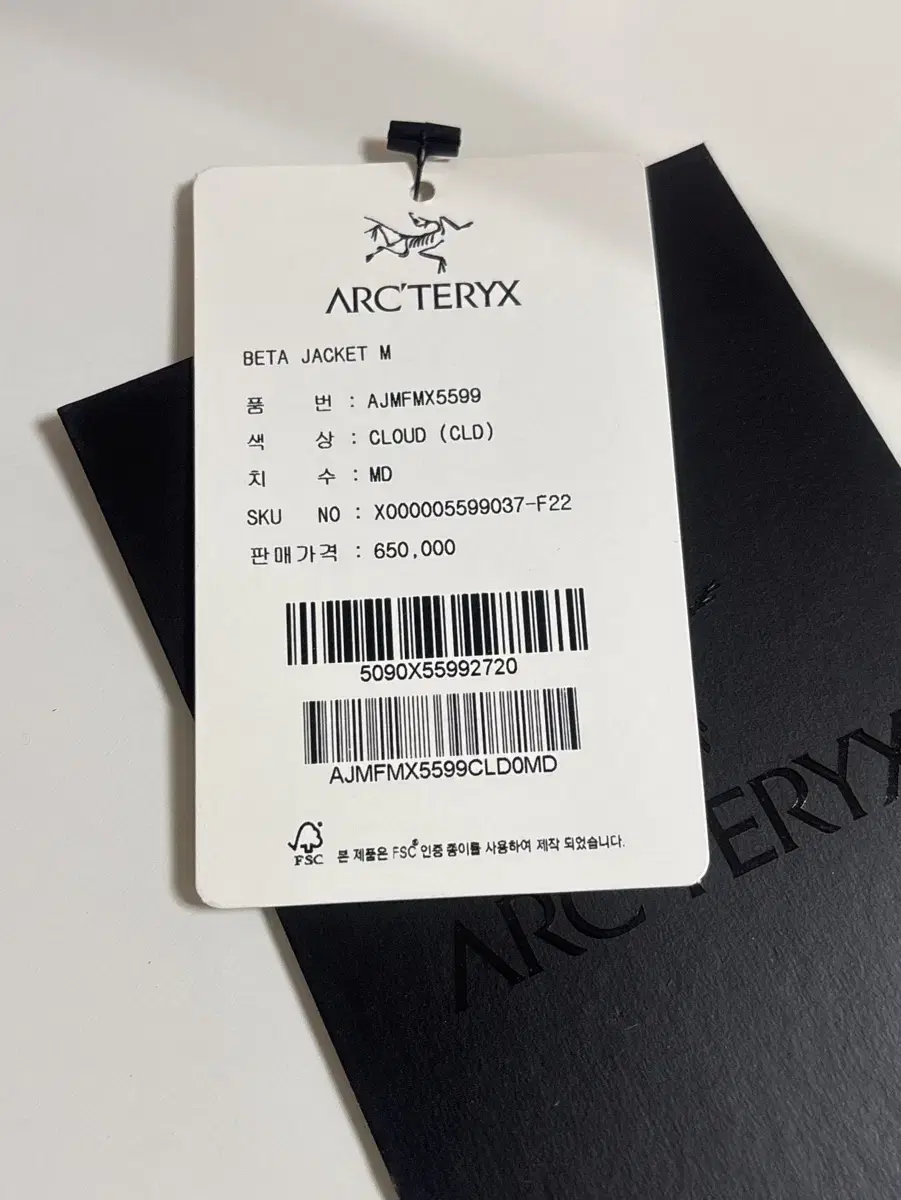 ARC'TERYX
BETA JACKET M
품 번 : AJMFMX5599
색 상 : CLOUD (CLD)
치 수 : MD
SKU NO : X000005599037-F22
판매가격 : 650,000
5090X55992720
AJMFMX5599CLD0MD
FSC 본 제품은 FSC® 인증 종이를 사용하여 제작 되었습니다.
ARC'TERYX